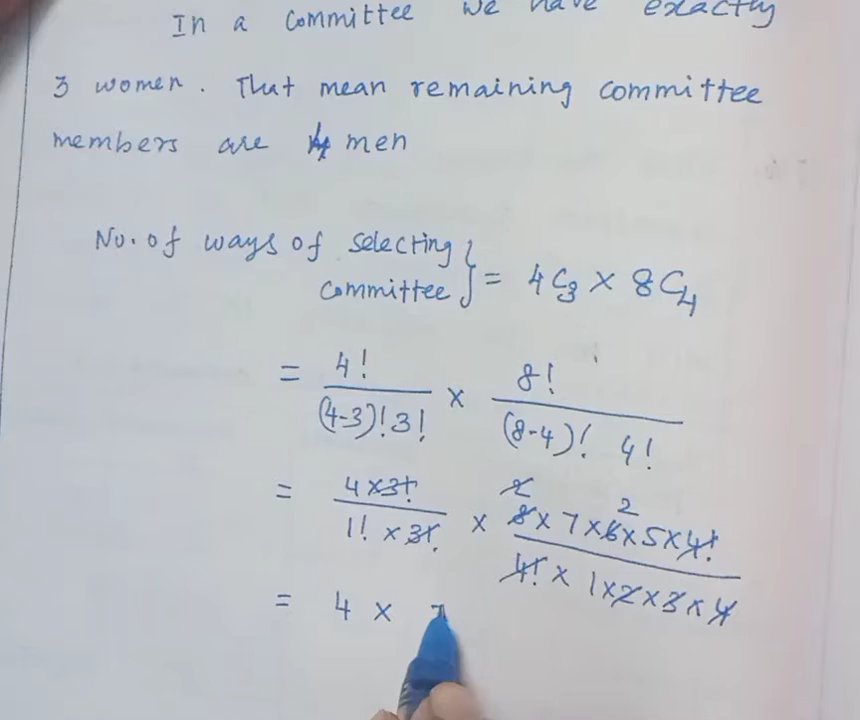 In a committee we have exactly
3 women. That mean remaining committee
members are 4 men
No. of ways of selecting
committee } = 4C3 × 8C4
= 4! / (4-3)! 3! × 8! / (8-4)! 4!
= 4 × 3! / 1! × 3! × 8 × 7 × 6 × 5 × 4! / 4! × 1 × 2 × 3 × 4
2 2
= 4 ×